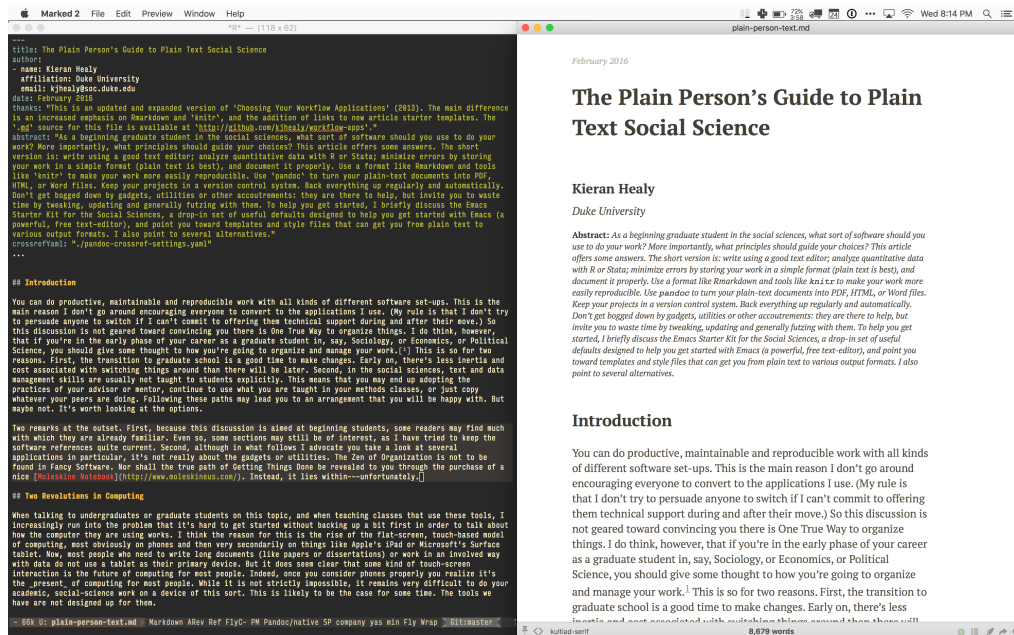 Marked 2 File Edit Preview Window Help
72%
3:58
24
Wed 8:14 PM
*R* — (118 x 62)
---
title: The Plain Person's Guide to Plain Text Social Science
author:
- name: Kieran Healy
affiliation: Duke University
email: kjhealy@soc.duke.edu
date: February 2016
thanks: "This is an updated and expanded version of 'Choosing Your Workflow Applications' (2013). The main difference
is an increased emphasis on Rmarkdown and `knitr`, and the addition of links to new article starter templates. The
`.md` source for this file is available at `http://github.com/kjhealy/workflow-apps`."
abstract: "As a beginning graduate student in the social sciences, what sort of software should you use to do your
work? More importantly, what principles should guide your choices? This article offers some answers. The short
version is: write using a good text editor; analyze quantitative data with R or Stata; minimize errors by storing
your work in a simple format (plain text is best), and document it properly. Use a format like Rmarkdown and tools
like `knitr` to make your work more easily reproducible. Use `pandoc` to turn your plain-text documents into PDF,
HTML, or Word files. Keep your projects in a version control system. Back everything up regularly and automatically.
Don't get bogged down by gadgets, utilities or other accoutrements: they are there to help, but invite you to waste
time by tweaking, updating and generally futzing with them. To help you get started, I briefly discuss the Emacs
Starter Kit for the Social Sciences, a drop-in set of useful defaults designed to help you get started with Emacs (a
powerful, free text-editor), and point you to templates and style files that can get you from plain text to
various output formats. I also point to several alternatives."
crossrefYaml: "./pandoc-crossref-settings.yaml"
...
## Introduction
You can do productive, maintainable and reproducible work with all kinds of different software set-ups. This is the
main reason I don't go around encouraging everyone to convert to the applications I use. (My rule is that I don't try
to persuade anyone to switch if I can't commit to offering them technical support during and after their move.) So
this discussion is not geared toward convincing you there is One True Way to organize things. I do think, however,
that if you're in the early phase of your career as a graduate student in, say, Sociology, or Economics, or Political
Science, you should give some thought to how you're going to organize and manage your work.[¹] This is so for two
reasons. First, the transition to graduate school is a good time to make changes. Early on, there's less inertia and
cost associated with switching things around than there will be later. Second, in the social sciences, text and data
management skills are usually not taught to students explicitly. This means that you may end up adopting the
practices of your advisor or mentor, continue to use what you are taught in your methods classes, or just copy
whatever your peers are doing. Following these paths may lead you to an arrangement that you will be happy with. But
maybe not. It's worth looking at the options.
Two remarks at the outset. First, because this discussion is aimed at beginning students, some readers may find much
with which they are already familiar. Even so, some sections may still be of interest, as I have tried to keep the
software references quite current. Second, although in what follows I advocate you take a look at several
applications in particular, it's not really about the gadgets or utilities. The Zen of Organization is not to be
found in Fancy Software. Nor shall the true path of Getting Things Done be revealed to you through the purchase of a
nice [Moleskine Notebook](http://www.moleskineus.com/). Instead, it lies within---unfortunately.
## Two Revolutions in Computing
When talking to undergraduates or graduate students on this topic, and when teaching classes that use these tools, I
increasingly run into the problem that it's hard to get started without backing up a bit first in order to talk about
how the computer they are using works. I think the reason for this is the rise of the flat-screen, touch-based model
of computing, most obviously on phones and then very secondarily on things like Apple's iPad or Microsoft's Surface
tablet. Now, most people who need to write long documents (like papers or dissertations) or work in an involved way
with data do not use a tablet as their primary device. But it does seem clear that some kind of touch-screen
interaction is the future of computing for most people. Indeed, once you consider phones properly you realize it's
the _present_ of computing for most people. While it is not strictly impossible, it remains very difficult to do your
academic, social-science work on a device of this sort. This is likely to be the case for some time. The tools we
have are not designed up for them.
- 66k U: plain-person-text.md Markdown ARev Ref FlyC- PM Pandoc/native SP company yas min Fly Wrap Git:master
plain-person-text.md
February 2016
The Plain Person's Guide to Plain
Text Social Science
Kieran Healy
Duke University
Abstract: As a beginning graduate student in the social sciences, what sort of software should you
use to do your work? More importantly, what principles should guide your choices? This article
offers some answers. The short version is: write using a good text editor; analyze quantitative data
with R or Stata; minimize errors by storing your work in a simple format (plain text is best), and
document it properly. Use a format like Rmarkdown and tools like knitr to make your work more
easily reproducible. Use pandoc to turn your plain-text documents into PDF, HTML, or Word files.
Keep your projects in a version control system. Back everything up regularly and automatically.
Don't get bogged down by gadgets, utilities or other accoutrements: they are there to help, but
invite you to waste time by tweaking, updating and generally futzing with them. To help you get
started, I briefly discuss the Emacs Starter Kit for the Social Sciences, a drop-in set of useful
defaults designed to help you get started with Emacs (a powerful, free text-editor), and point you
toward templates and style files that can get you from plain text to various output formats. I also
point to several alternatives.
Introduction
You can do productive, maintainable and reproducible work with all kinds
of different software set-ups. This is the main reason I don't go around
encouraging everyone to convert to the applications I use. (My rule is
that I don't try to persuade anyone to switch if I can't commit to offering
them technical support during and after their move.) So this discussion is
not geared toward convincing you there is One True Way to organize
things. I do think, however, that if you're in the early phase of your career
as a graduate student in, say, Sociology, or Economics, or Political
Science, you should give some thought to how you're going to organize
and manage your work.1 This is so for two reasons. First, the transition to
graduate school is a good time to make changes. Early on, there's less
inertia and cost associated with switching things around than there will
kultiad-serif
8,679 words